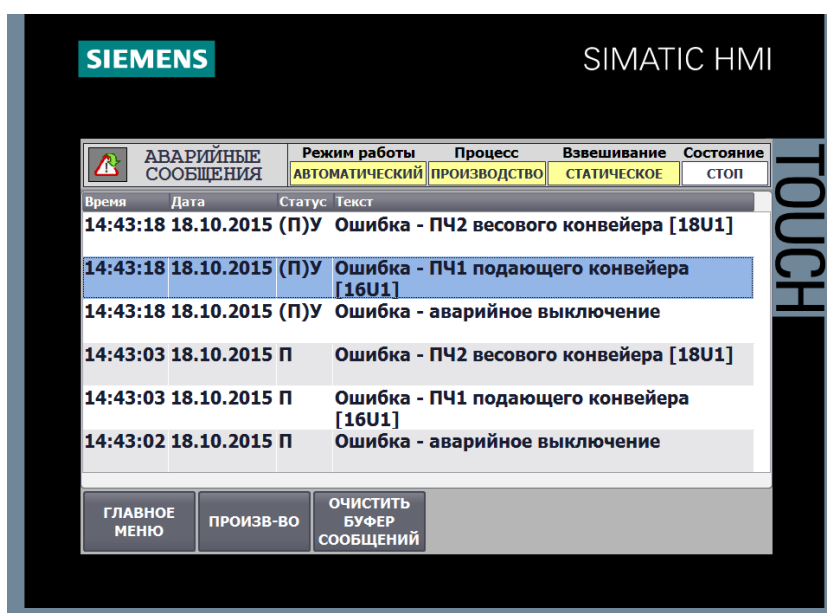 SIEMENS
SIMATIC HMI
TOUCH
АВАРИЙНЫЕ
СООБЩЕНИЯ
Режим работы Процесс Взвешивание Состояние
АВТОМАТИЧЕСКИЙ ПРОИЗВОДСТВО СТАТИЧЕСКОЕ СТОП
Время Дата Статус Текст
14:43:18 18.10.2015 (П)У Ошибка - ПЧ2 весового конвейера [18U1]
14:43:18 18.10.2015 (П)У Ошибка - ПЧ1 подающего конвейера
[16U1]
14:43:18 18.10.2015 (П)У Ошибка - аварийное выключение
14:43:03 18.10.2015 П Ошибка - ПЧ2 весового конвейера [18U1]
14:43:03 18.10.2015 П Ошибка - ПЧ1 подающего конвейера
[16U1]
14:43:02 18.10.2015 П Ошибка - аварийное выключение
ГЛАВНОЕ
МЕНЮ
ПРОИЗВ-ВО
ОЧИСТИТЬ
БУФЕР
СООБЩЕНИЙ